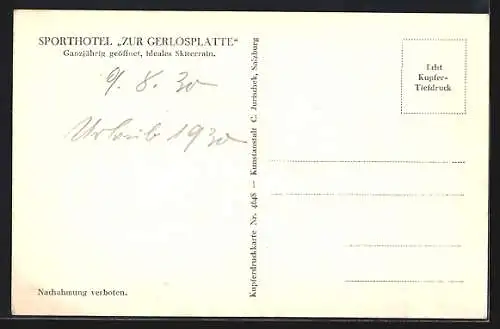 SPORTHOTEL „ZUR GERLOSPLATTE“
Ganzjährig geöffnet, ideales Skiterrain.
9. 8. 30
Urlaub 1930
Nachahmung verboten.
Kupferdruckkarte Nr. 4648 — Kunstanstalt C. Jurischek, Salzburg
Echt
Kupfer-
Tiefdruck